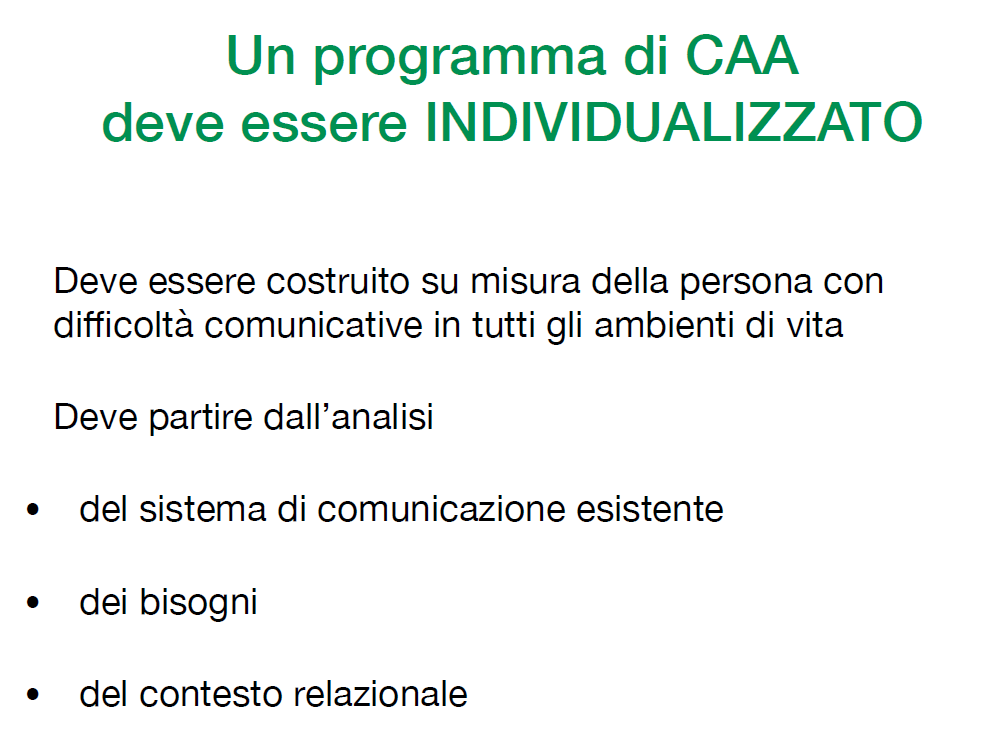 Un programma di CAA
deve essere INDIVIDUALIZZATO
Deve essere costruito su misura della persona con
difficoltà comunicative in tutti gli ambienti di vita
Deve partire dall’analisi
• del sistema di comunicazione esistente
• dei bisogni
• del contesto relazionale